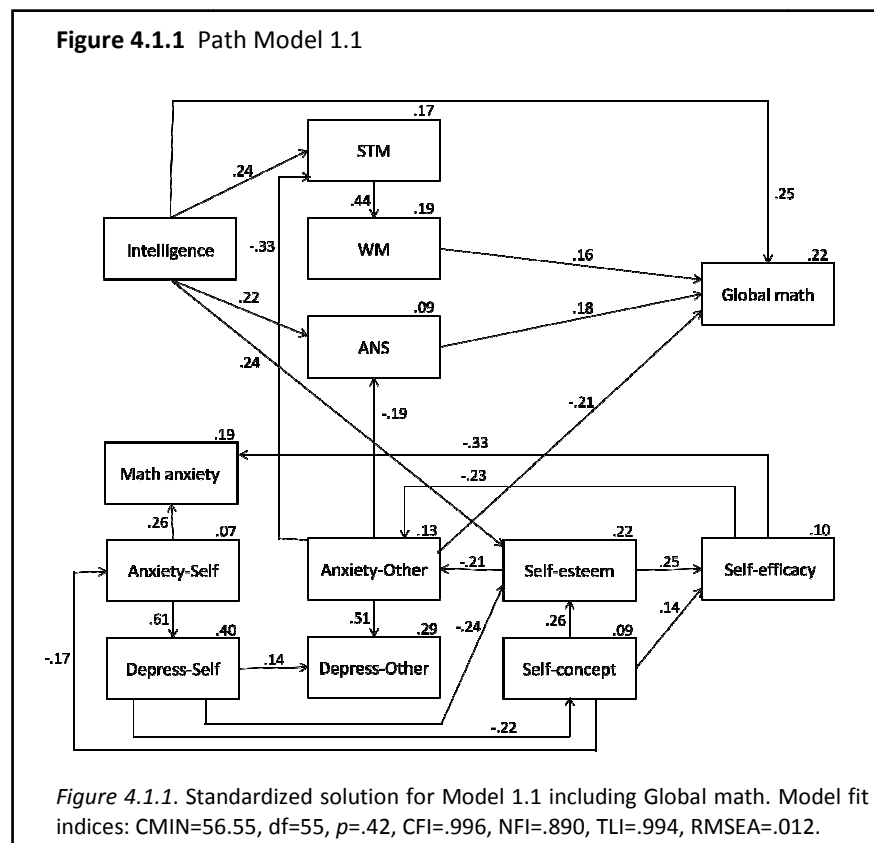 Figure 4.1.1 Path Model 1.1
.17
STM
.24
.44
.19
.25
Intelligence
-.33
WM
.16
.22
Global math
.22
.09
.18
ANS
.24
-.19
-.21
.19
-.33
Math anxiety
-.23
.26
.07
.13
.22
.10
Anxiety-Self
Anxiety-Other
-.21
Self-esteem
.25
Self-efficacy
.61
.40
.51
.29
-.24
.26
.09
.14
-.17
Depress-Self
.14
Depress-Other
Self-concept
-.22
Figure 4.1.1. Standardized solution for Model 1.1 including Global math. Model fit
indices: CMIN=56.55, df=55, p=.42, CFI=.996, NFI=.890, TLI=.994, RMSEA=.012.